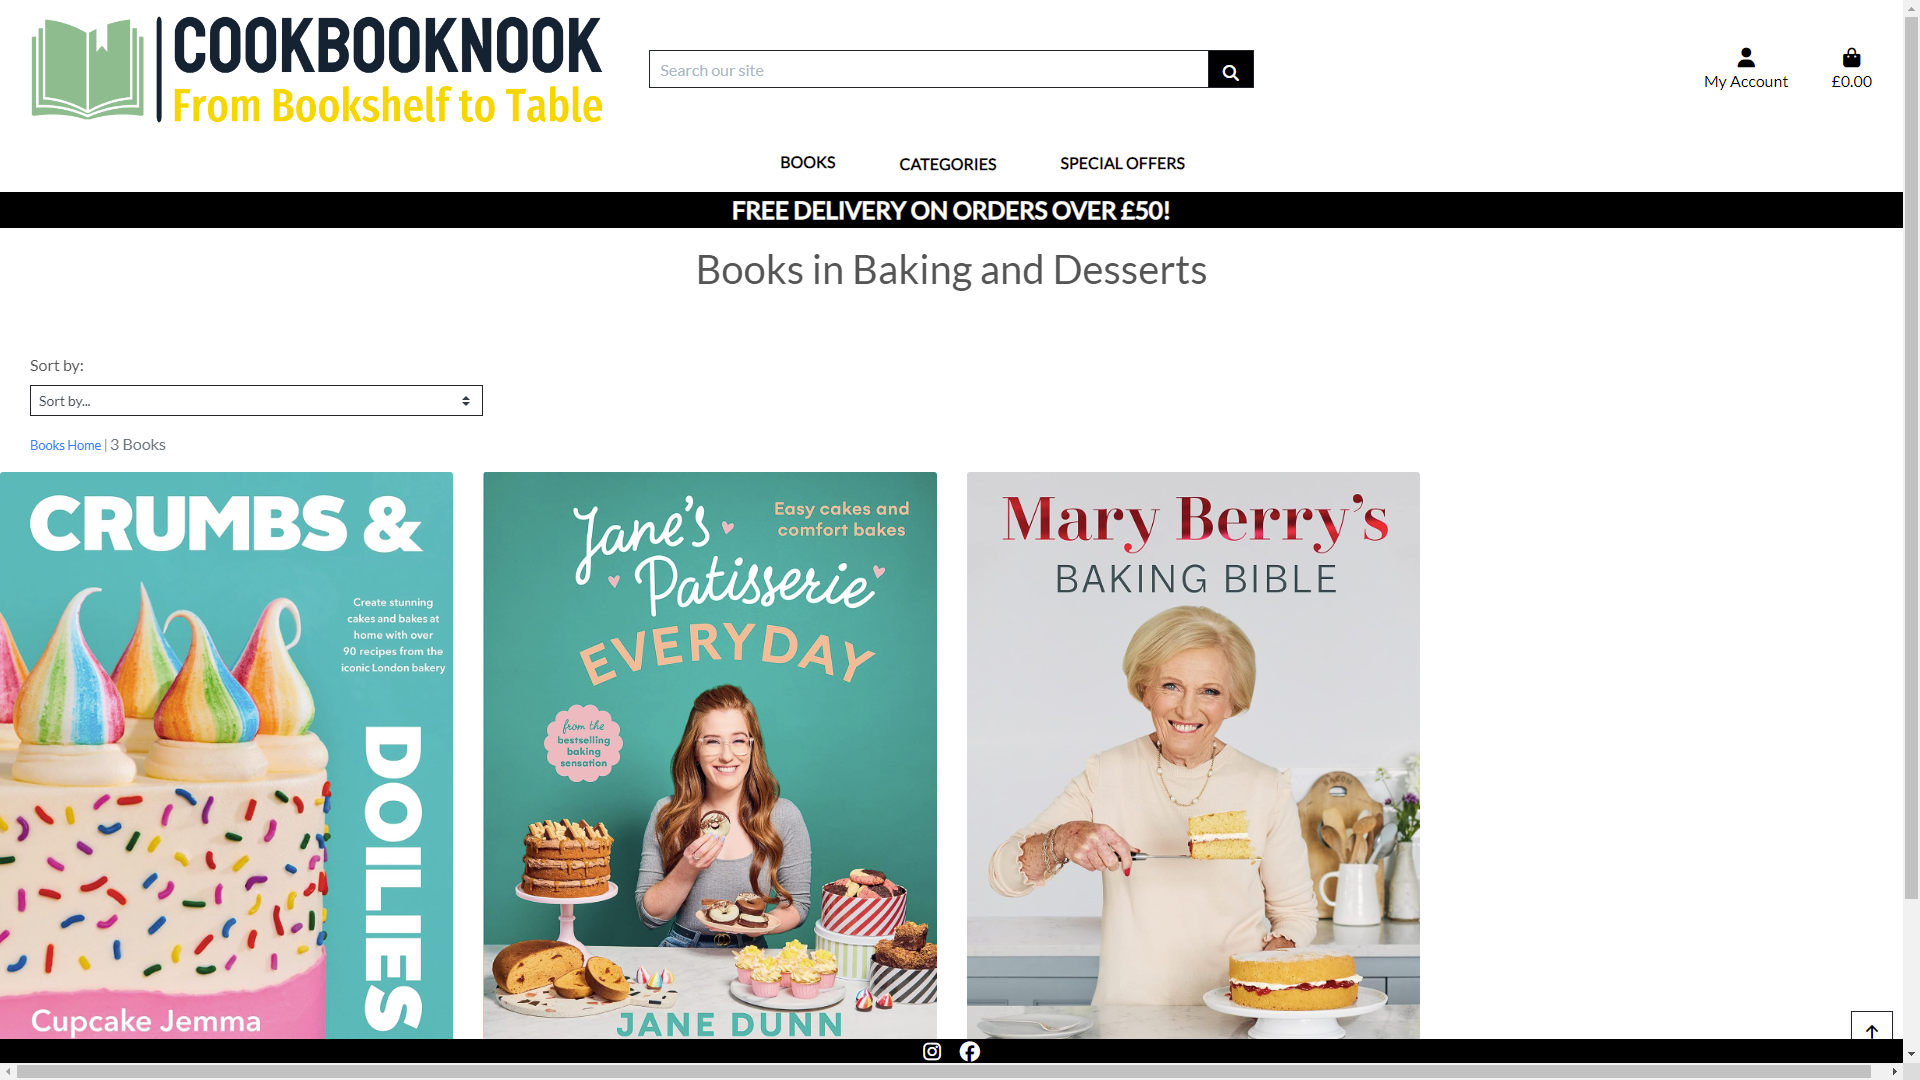 COOKBOOKNOOK
From Bookshelf to Table
Search our site
My Account
£0.00
BOOKS
CATEGORIES
SPECIAL OFFERS
FREE DELIVERY ON ORDERS OVER £50!
Books in Baking and Desserts
Sort by:
Sort by...
Books Home | 3 Books
CRUMBS &
DOILIES
Create stunning
cakes and bakes at
home with over
90 recipes from the
iconic London bakery
Cupcake Jemma
Jane's
Patisserie
EVERYDAY
Easy cakes and
comfort bakes
from the
bestselling
baking
sensation
JANE DUNN
Mary Berry's
BAKING BIBLE
BACON